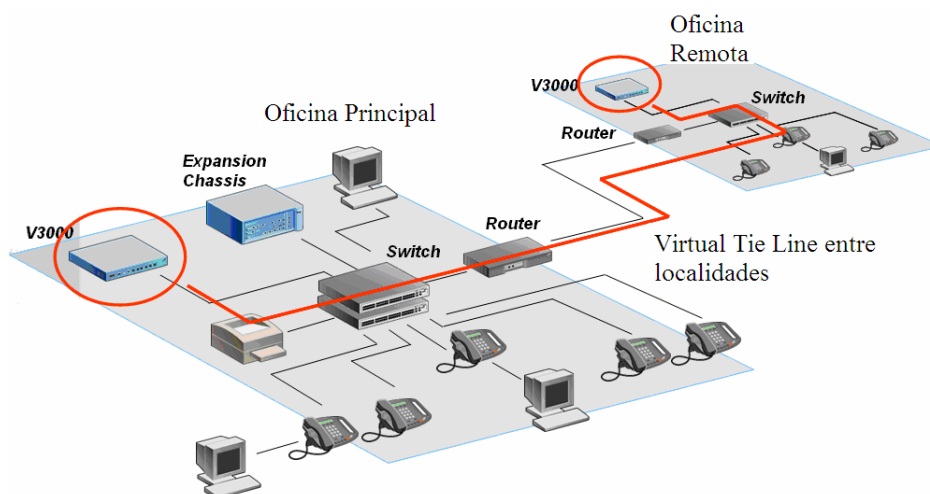 Oficina
Remota
V3000
Switch
Router
Oficina Principal
Expansion
Chassis
V3000
Switch
Router
Virtual Tie Line entre
localidades